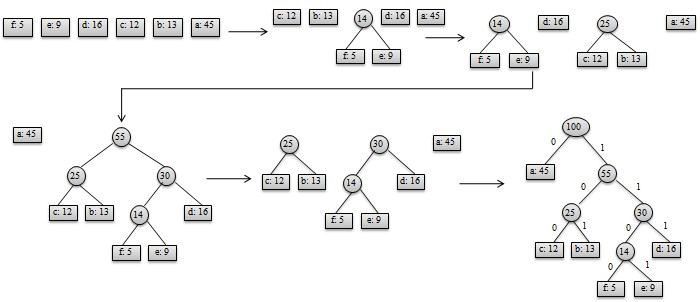 f: 5 e: 9 d: 16 c: 12 b: 13 a: 45
c: 12 b: 13 14 d: 16 a: 45
f: 5 e: 9
14 d: 16 25 a: 45
f: 5 e: 9 c: 12 b: 13
a: 45 55
25 30
c: 12 b: 13 14 d: 16
f: 5 e: 9
25 30 a: 45
c: 12 b: 13 14 d: 16
f: 5 e: 9
100
0 1
a: 45 55
0 1
25 30
0 1 0 1
c: 12 b: 13 14 d: 16
0 1
f: 5 e: 9